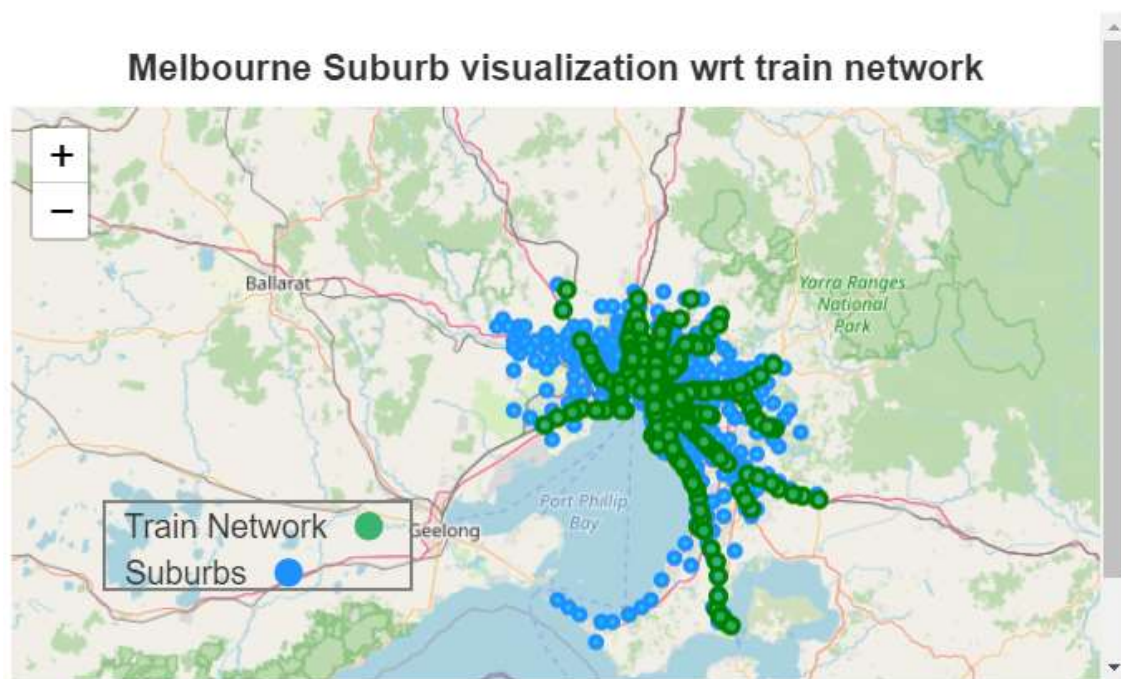 Melbourne Suburb visualization wrt train network
+
−
Ballarat
Yarra Ranges
National
Park
Port Phillip
Bay
Geelong
Train Network
Suburbs